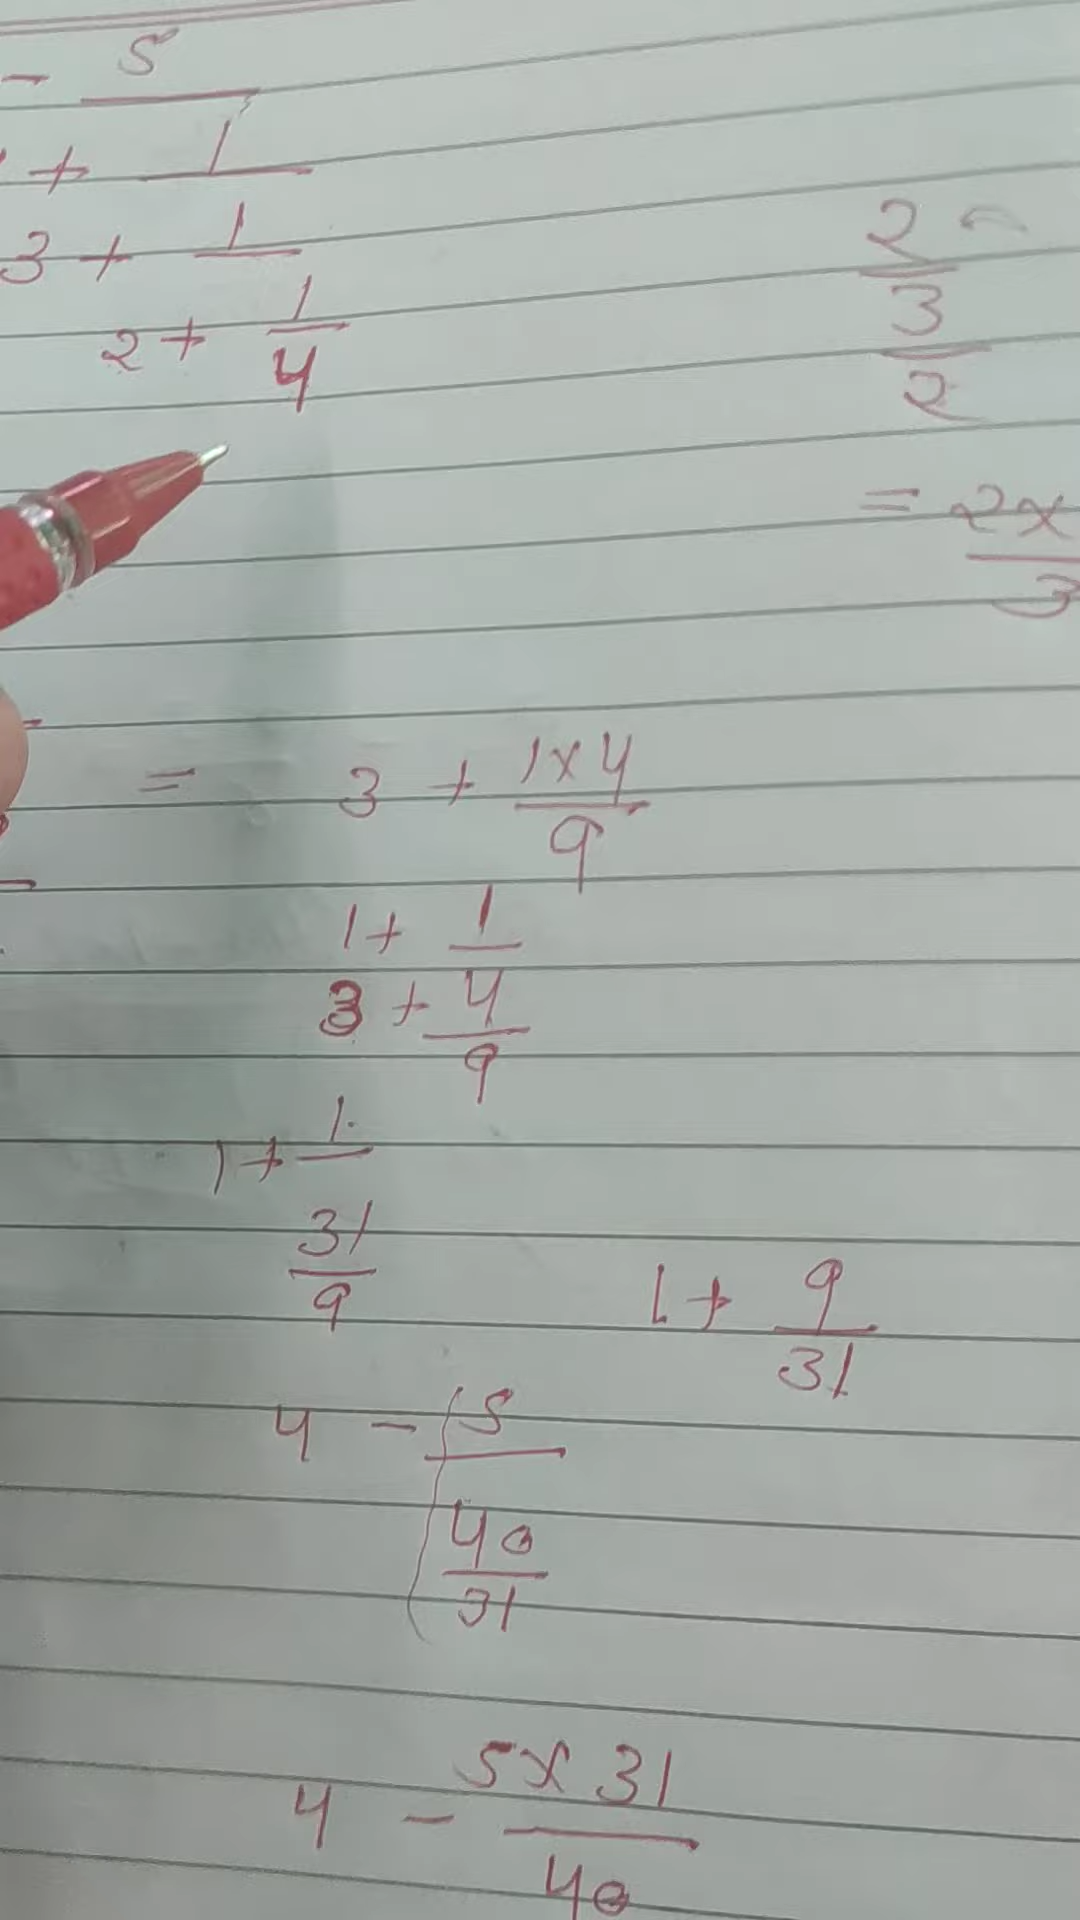 - 5
+ 1
3 + 1
2 + 1
4
2
3
2
= 2x
3
= 3 + 1x4
9
1+ 1
3 + 4
9
1+ 1
31
9
1+ 9
31
4 - 5
40
31
4 - 5x31
40